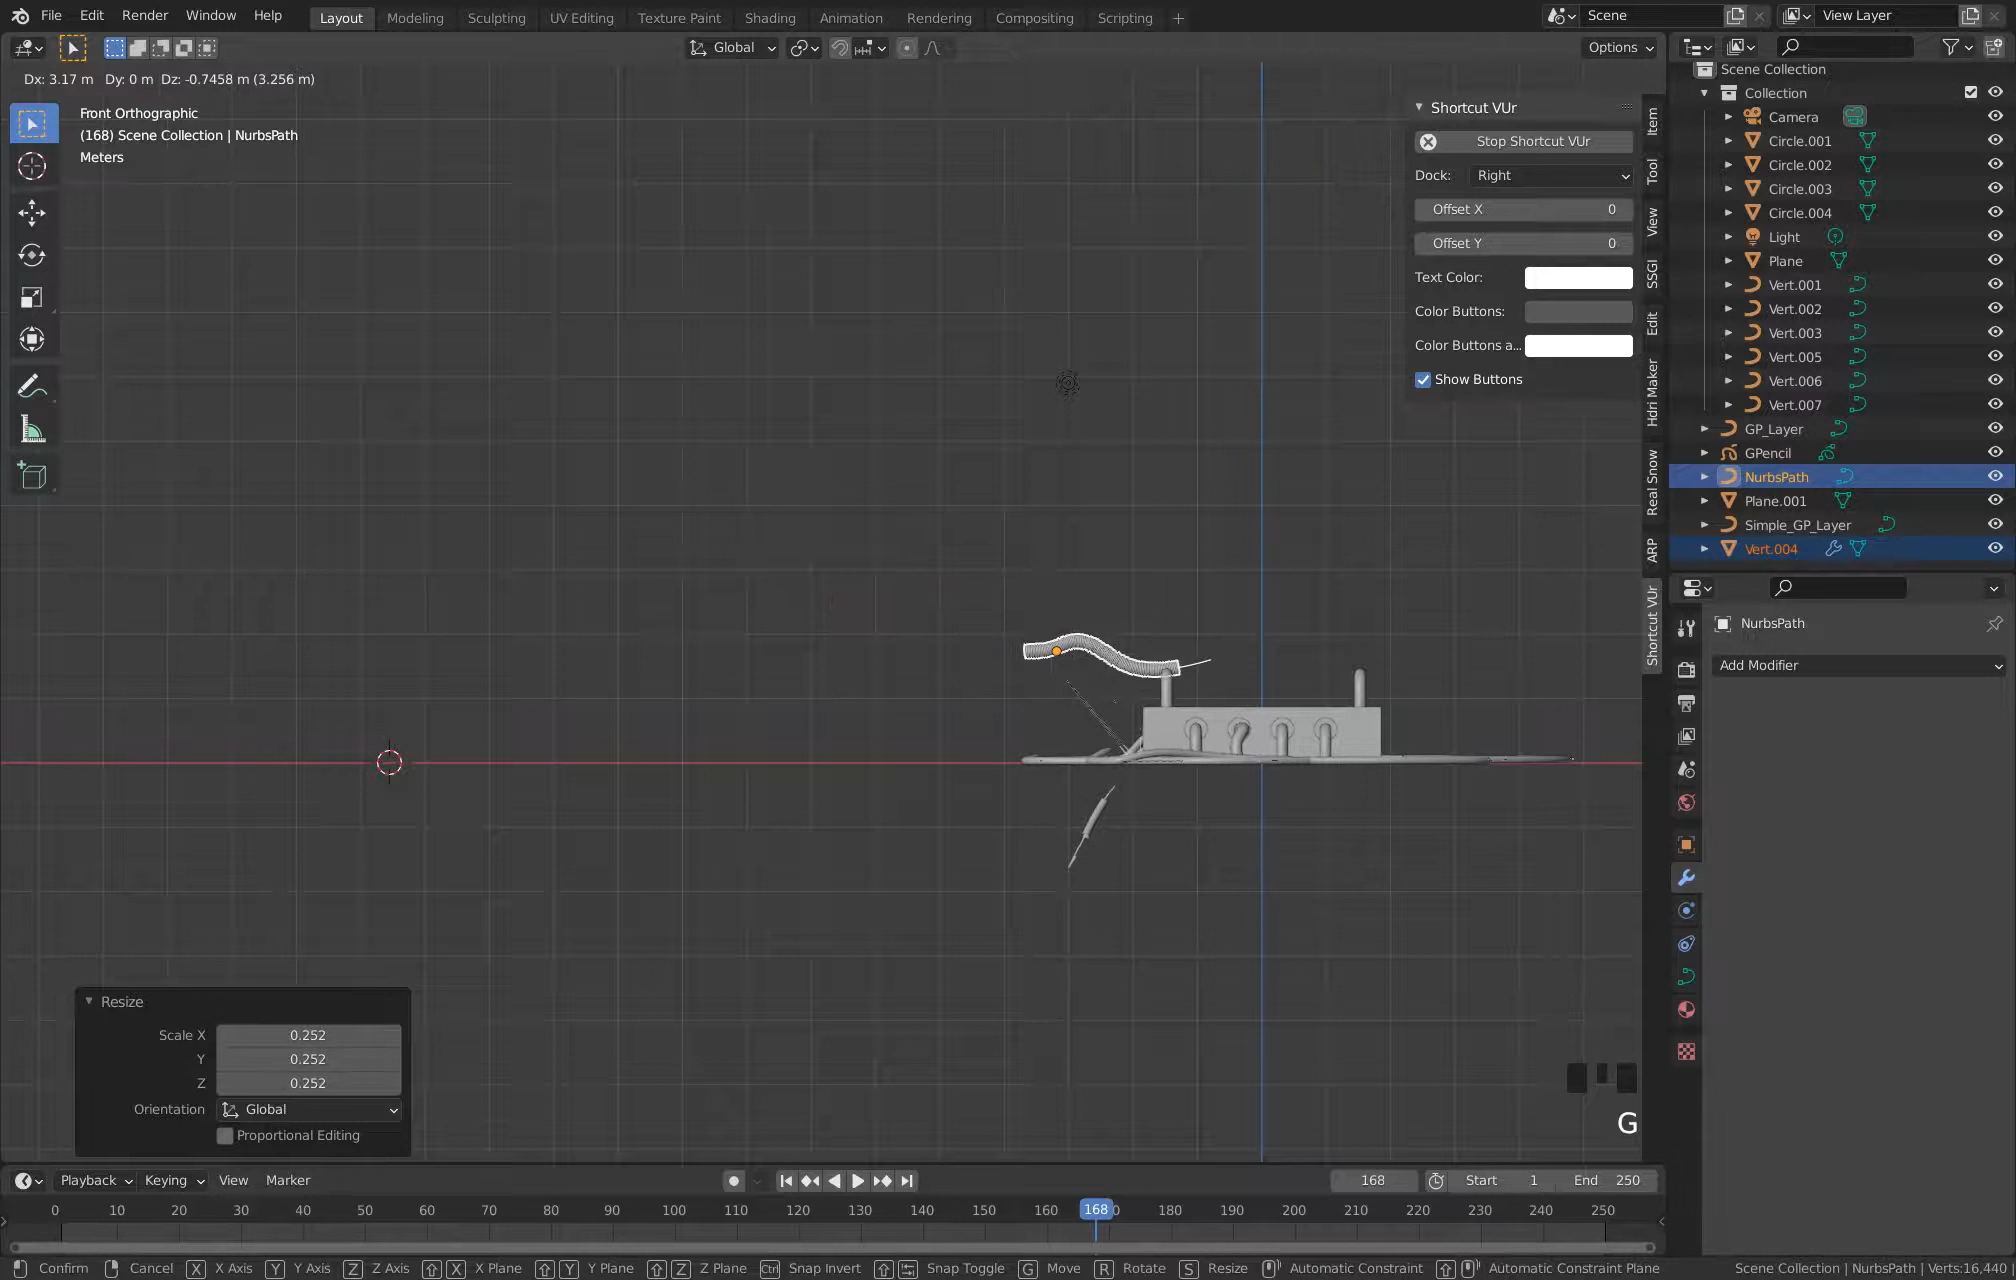 File Edit Render Window Help Layout Modeling Sculpting UV Editing Texture Paint Shading Animation Rendering Compositing Scripting + Scene View Layer
Global Options
Dx: 3.17 m Dy: 0 m Dz: -0.7458 m (3.256 m)
Front Orthographic
(168) Scene Collection | NurbsPath
Meters
Shortcut VUr
Stop Shortcut VUr
Dock: Right
Offset X 0
Offset Y 0
Text Color:
Color Buttons:
Color Buttons a...
Show Buttons
Item
Tool
View
SSGI
Edit
Hdri Maker
Real Snow
ARP
Shortcut VUr
Scene Collection
Collection
Camera
Circle.001
Circle.002
Circle.003
Circle.004
Light
Plane
Vert.001
Vert.002
Vert.003
Vert.005
Vert.006
Vert.007
GP_Layer
GPencil
NurbsPath
Plane.001
Simple_GP_Layer
Vert.004
NurbsPath
Add Modifier
Resize
Scale X 0.252
Y 0.252
Z 0.252
Orientation Global
Proportional Editing
G
Playback Keying View Marker 168 Start 1 End 250
0 10 20 30 40 50 60 70 80 90 100 110 120 130 140 150 160 168 180 190 200 210 220 230 240 250
Confirm Cancel X X Axis Y Y Axis Z Z Axis X X Plane Y Y Plane Z Z Plane Ctrl Snap Invert Snap Toggle G Move R Rotate S Resize Automatic Constraint Automatic Constraint Plane Scene Collection | NurbsPath | Verts:16,440